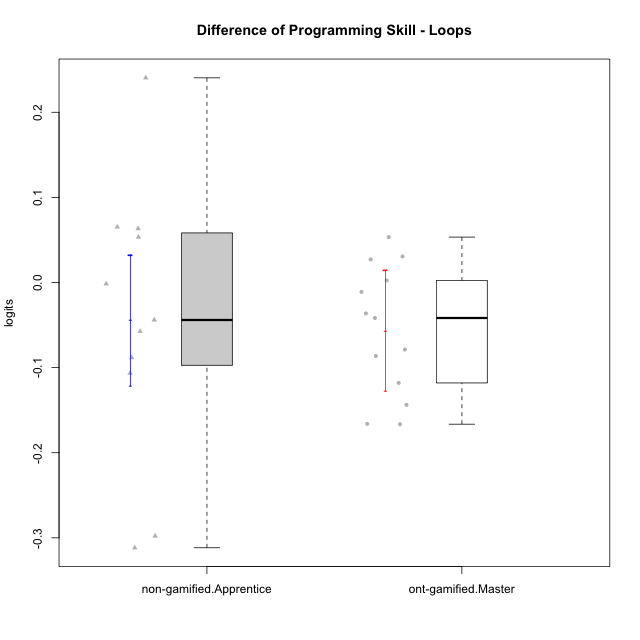 Difference of Programming Skill - Loops
logits
0.2
0.1
0.0
-0.1
-0.2
-0.3
non-gamified.Apprentice
ont-gamified.Master